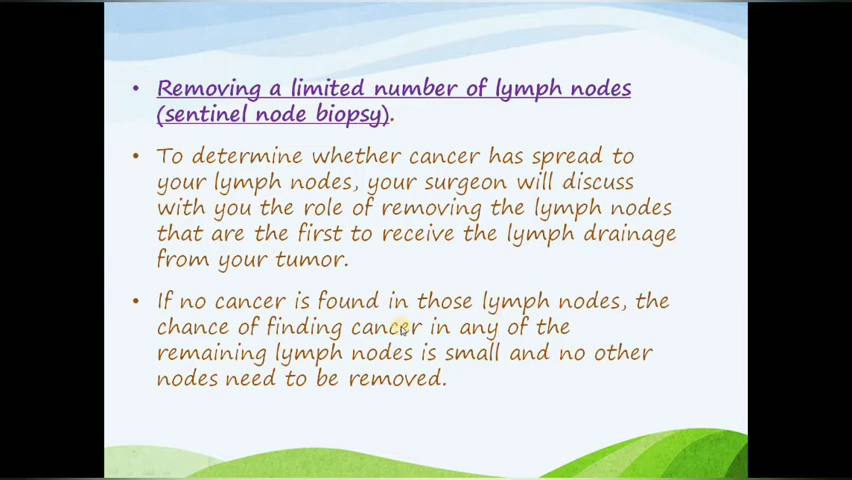 • Removing a limited number of lymph nodes
(sentinel node biopsy).
• To determine whether cancer has spread to
your lymph nodes, your surgeon will discuss
with you the role of removing the lymph nodes
that are the first to receive the lymph drainage
from your tumor.
• If no cancer is found in those lymph nodes, the
chance of finding cancer in any of the
remaining lymph nodes is small and no other
nodes need to be removed.